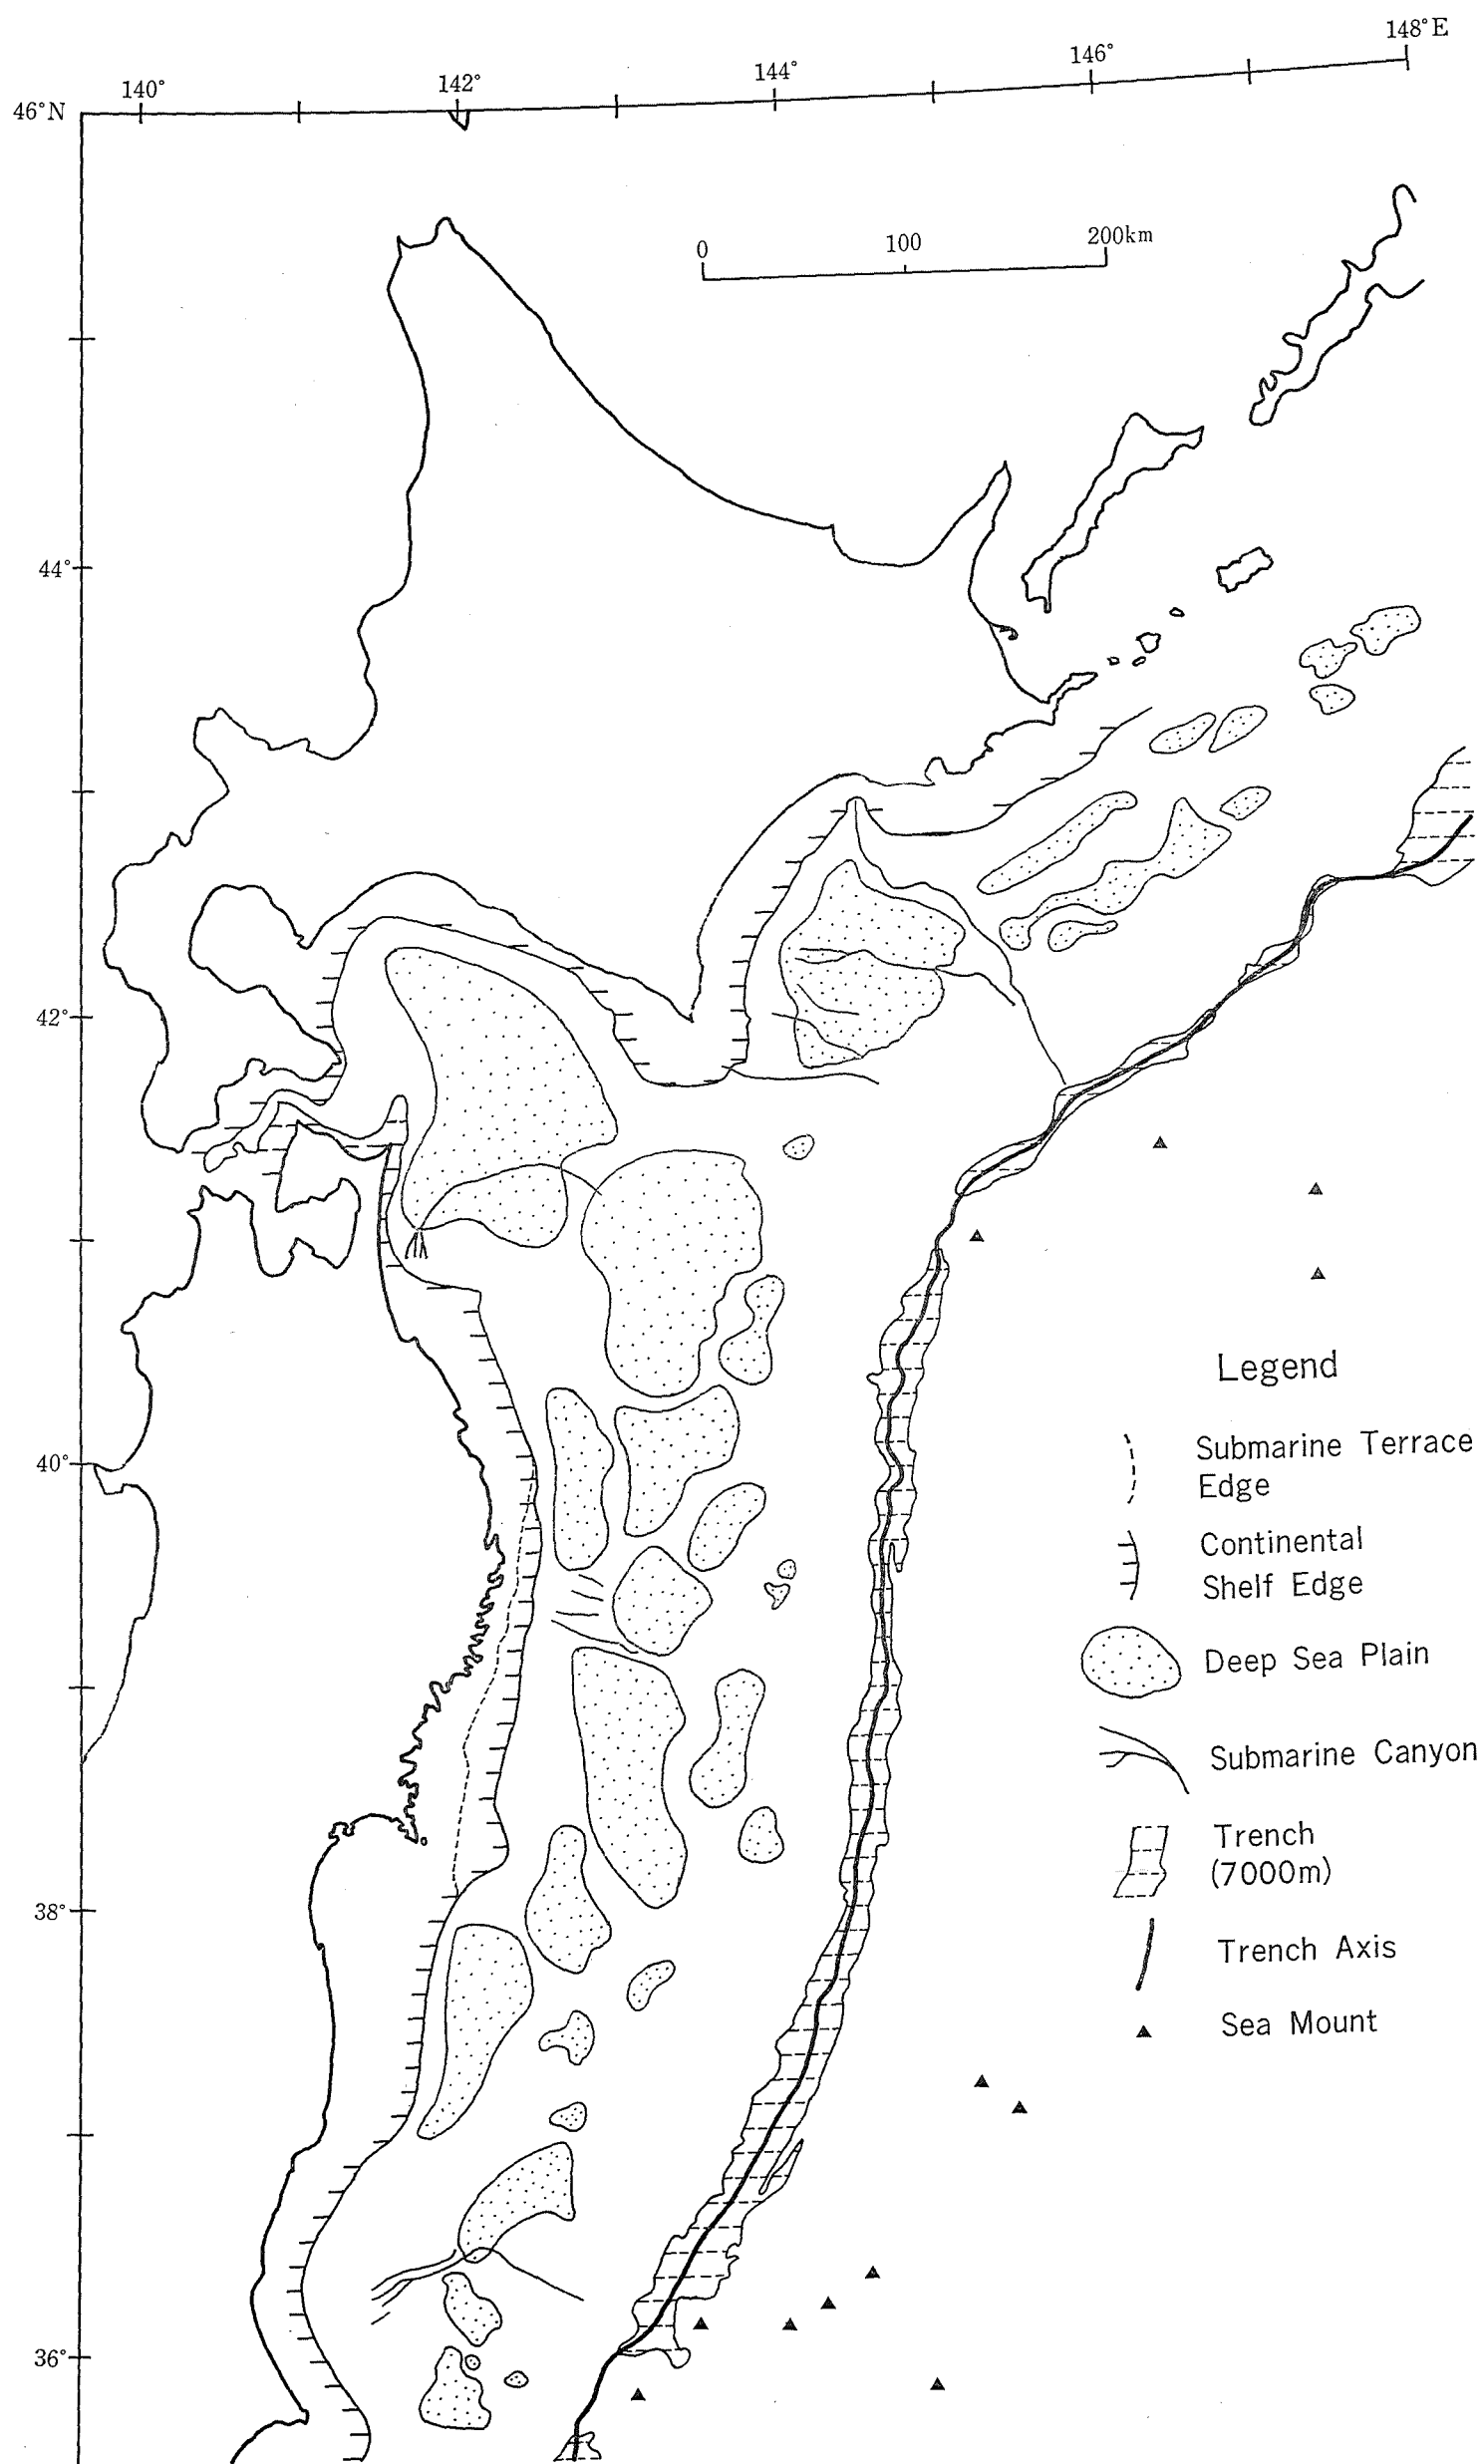 148°E
146°
144°
142°
140°
46°N
0 100 200km
44°
42°
40°
38°
36°
Legend
Submarine Terrace
Edge
Continental
Shelf Edge
Deep Sea Plain
Submarine Canyon
Trench
(7000m)
Trench Axis
Sea Mount